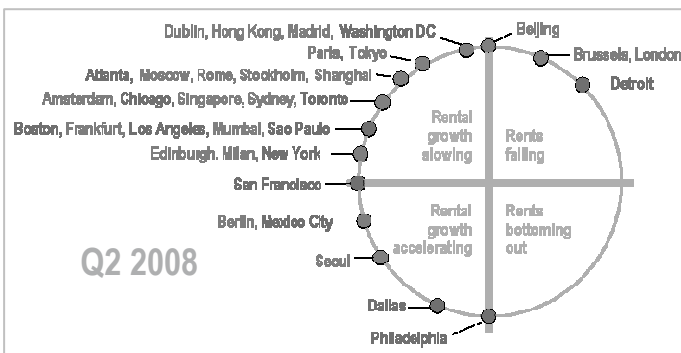 Dublin, Hong Kong, Madrid, Washington DC
Beijing
Paris, Tokyo
Brussels, London
Atlanta, Moscow, Rome, Stockholm, Shanghai
Detroit
Amsterdam, Chicago, Singapore, Sydney, Toronto
Boston, Frankfurt, Los Angeles, Mumbai, Sao Paulo
Edinburgh. Milan, New York
San Francisco
Rental
growth
slowing
Rents
falling
Berlin, Mexico City
Rental
growth
accelerating
Rents
bottoming
out
Q2 2008
Seoul
Dallas
Philadelphia